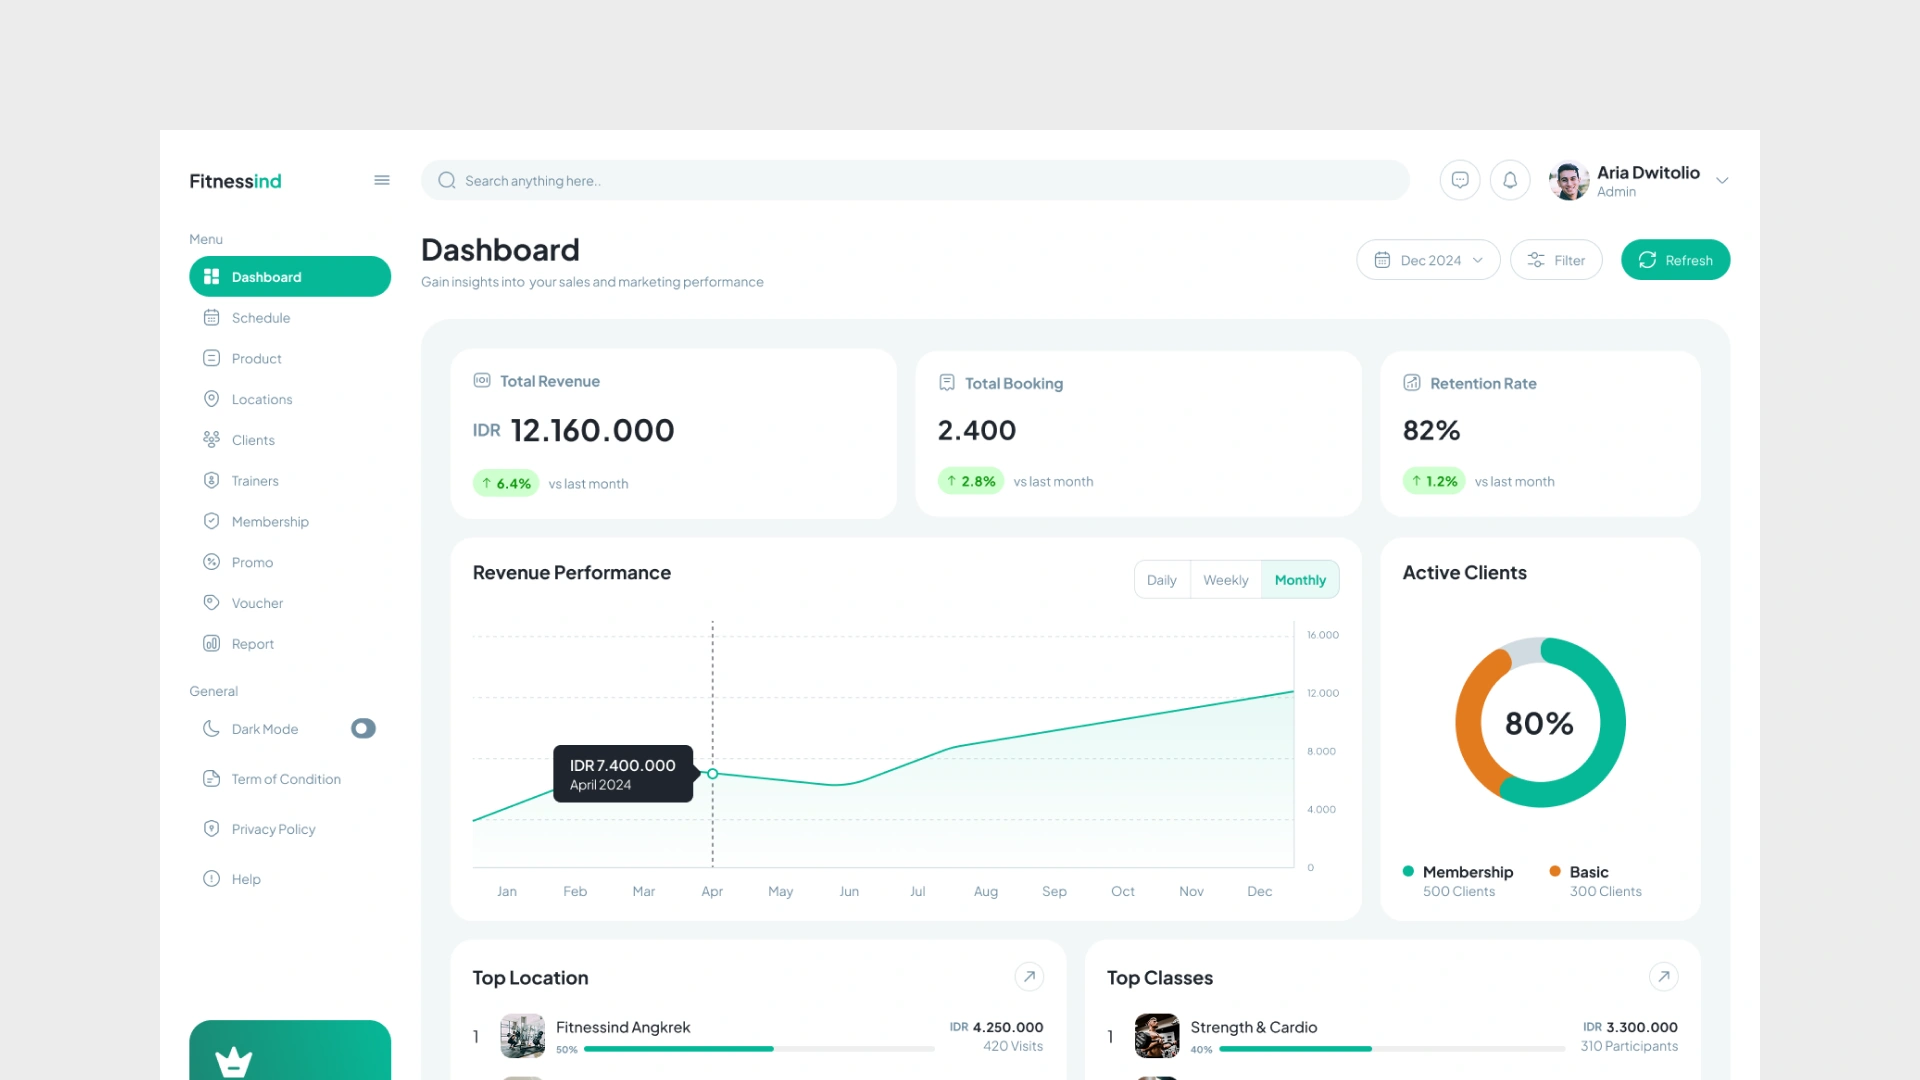 Fitnessind
Search anything here..
Aria Dwitolio
Admin
Menu
Dashboard
Schedule
Product
Locations
Clients
Trainers
Membership
Promo
Voucher
Report
General
Dark Mode
Term of Condition
Privacy Policy
Help
Dashboard
Gain insights into your sales and marketing performance
Dec 2024
Filter
Refresh
Total Revenue
IDR 12.160.000
↑ 6.4% vs last month
Total Booking
2.400
↑ 2.8% vs last month
Retention Rate
82%
↑ 1.2% vs last month
Revenue Performance
Daily Weekly Monthly
16.000
12.000
8.000
4.000
0
IDR 7.400.000
April 2024
Jan Feb Mar Apr May Jun Jul Aug Sep Oct Nov Dec
Active Clients
80%
Membership
500 Clients
Basic
300 Clients
Top Location
1
Fitnessind Angkrek
50%
IDR 4.250.000
420 Visits
Top Classes
1
Strength & Cardio
40%
IDR 3.300.000
310 Participants